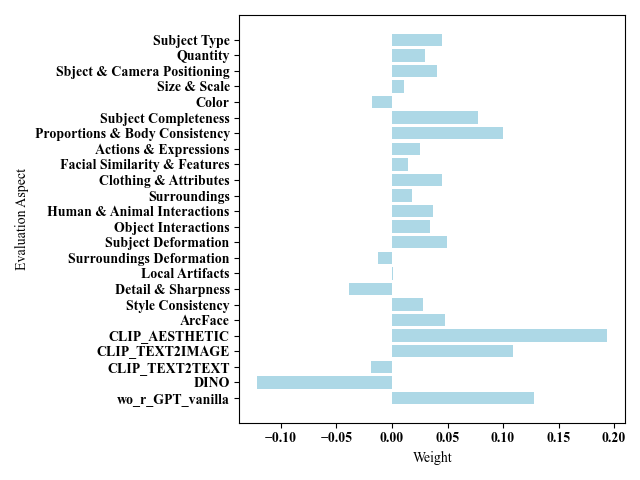 Subject Type
Quantity
Sbject & Camera Positioning
Size & Scale
Color
Subject Completeness
Proportions & Body Consistency
Actions & Expressions
Facial Similarity & Features
Clothing & Attributes
Surroundings
Human & Animal Interactions
Object Interactions
Subject Deformation
Surroundings Deformation
Local Artifacts
Detail & Sharpness
Style Consistency
ArcFace
CLIP_AESTHETIC
CLIP_TEXT2IMAGE
CLIP_TEXT2TEXT
DINO
wo_r_GPT_vanilla
Evaluation Aspect
−0.10 −0.05 0.00 0.05 0.10 0.15 0.20
Weight